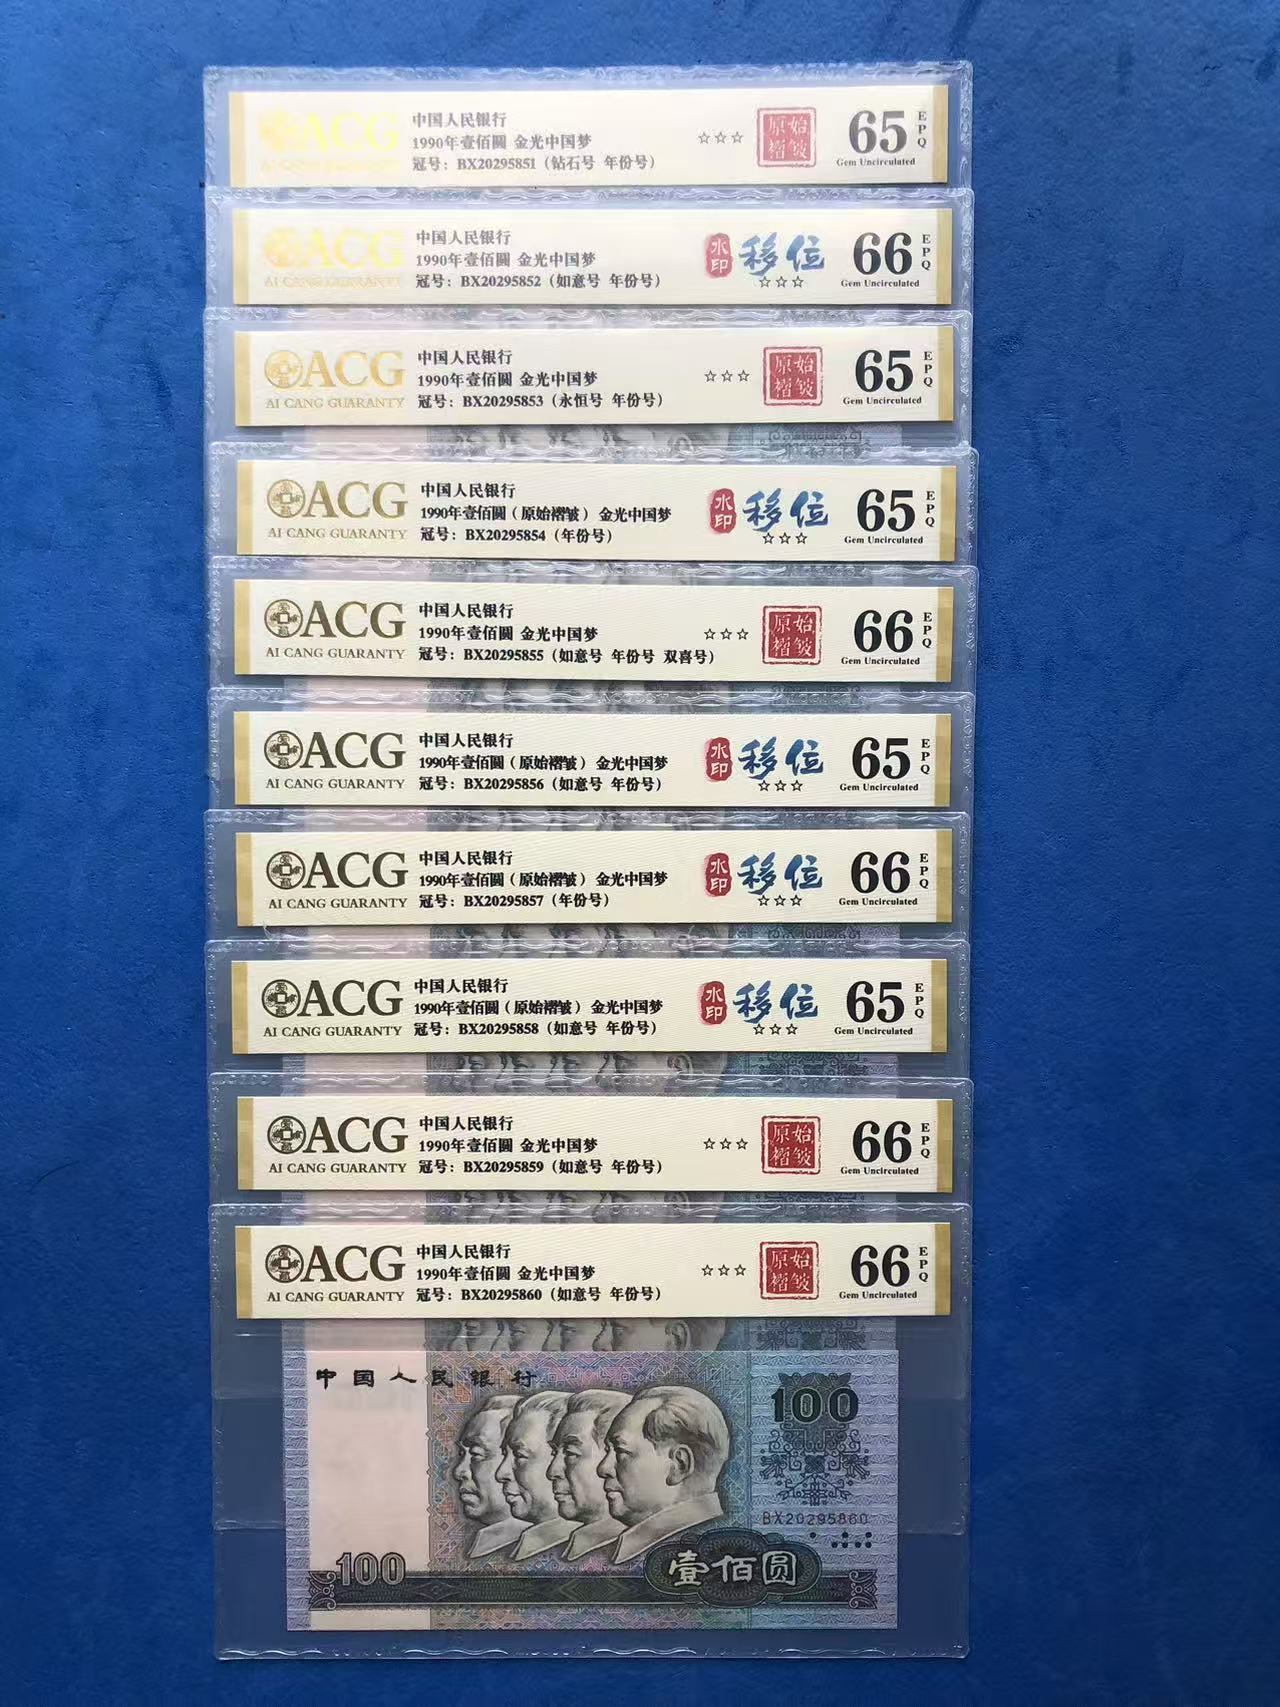 ACG
AI CANG GUARANTY
中国人民银行
1990年壹佰圆 金光中国梦
冠号：BX20295851（钻石号 年份号）
☆☆☆
原始
褶皱
65
EPQ
Gem Uncirculated
ACG
AI CANG GUARANTY
中国人民银行
1990年壹佰圆 金光中国梦
冠号：BX20295852（如意号 年份号）
水印 移位
☆☆☆
66
EPQ
Gem Uncirculated
ACG
AI CANG GUARANTY
中国人民银行
1990年壹佰圆 金光中国梦
冠号：BX20295853（永恒号 年份号）
☆☆☆
原始
褶皱
65
EPQ
Gem Uncirculated
ACG
AI CANG GUARANTY
中国人民银行
1990年壹佰圆（原始褶皱） 金光中国梦
冠号：BX20295854（年份号）
水印 移位
☆☆☆
65
EPQ
Gem Uncirculated
ACG
AI CANG GUARANTY
中国人民银行
1990年壹佰圆 金光中国梦
冠号：BX20295855（如意号 年份号 双喜号）
☆☆☆
原始
褶皱
66
EPQ
Gem Uncirculated
ACG
AI CANG GUARANTY
中国人民银行
1990年壹佰圆（原始褶皱） 金光中国梦
冠号：BX20295856（如意号 年份号）
水印 移位
☆☆☆
65
EPQ
Gem Uncirculated
ACG
AI CANG GUARANTY
中国人民银行
1990年壹佰圆（原始褶皱） 金光中国梦
冠号：BX20295857（年份号）
水印 移位
☆☆☆
66
EPQ
Gem Uncirculated
ACG
AI CANG GUARANTY
中国人民银行
1990年壹佰圆（原始褶皱） 金光中国梦
冠号：BX20295858（如意号 年份号）
水印 移位
☆☆☆
65
EPQ
Gem Uncirculated
ACG
AI CANG GUARANTY
中国人民银行
1990年壹佰圆 金光中国梦
冠号：BX20295859（如意号 年份号）
☆☆☆
原始
褶皱
66
EPQ
Gem Uncirculated
ACG
AI CANG GUARANTY
中国人民银行
1990年壹佰圆 金光中国梦
冠号：BX20295860（如意号 年份号）
☆☆☆
原始
褶皱
66
EPQ
Gem Uncirculated
中国人民银行
100
BX20295860
100
壹佰圆